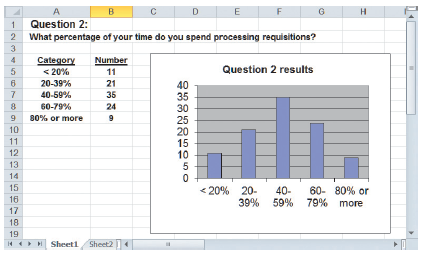 A B C D E F G H
1 Question 2:
2 What percentage of your time do you spend processing requisitions?
3
4 Category Number
5 < 20% 11
6 20-39% 21
7 40-59% 35
8 60-79% 24
9 80% or more 9
10
11
12
13
14
15
16
17
18
19
Question 2 results
40
35
30
25
20
15
10
5
0
< 20% 20- 40- 60- 80% or
39% 59% 79% more
Sheet1 Sheet2